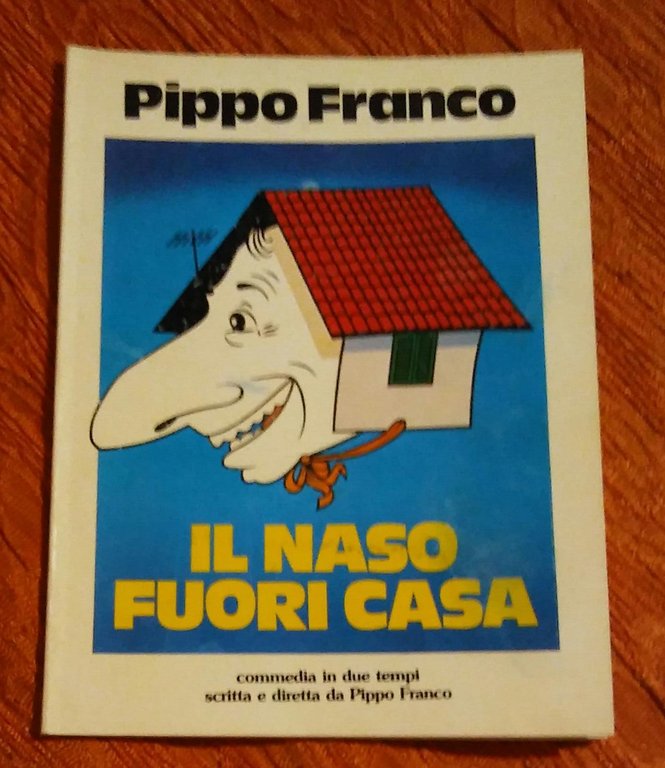 Pippo Franco
IL NASO
FUORI CASA
commedia in due tempi
scritta e diretta da Pippo Franco